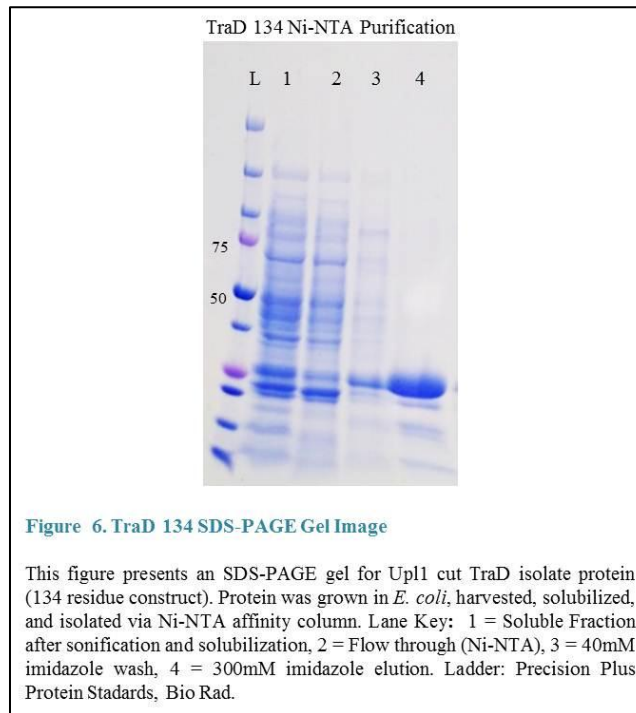 TraD 134 Ni-NTA Purification
L 1 2 3 4
75
50
Figure 6. TraD 134 SDS-PAGE Gel Image
This figure presents an SDS-PAGE gel for Upl1 cut TraD isolate protein
(134 residue construct). Protein was grown in E. coli, harvested, solubilized,
and isolated via Ni-NTA affinity column. Lane Key: 1 = Soluble Fraction
after sonification and solubilization, 2 = Flow through (Ni-NTA), 3 = 40mM
imidazole wash, 4 = 300mM imidazole elution. Ladder: Precision Plus
Protein Stadards, Bio Rad.